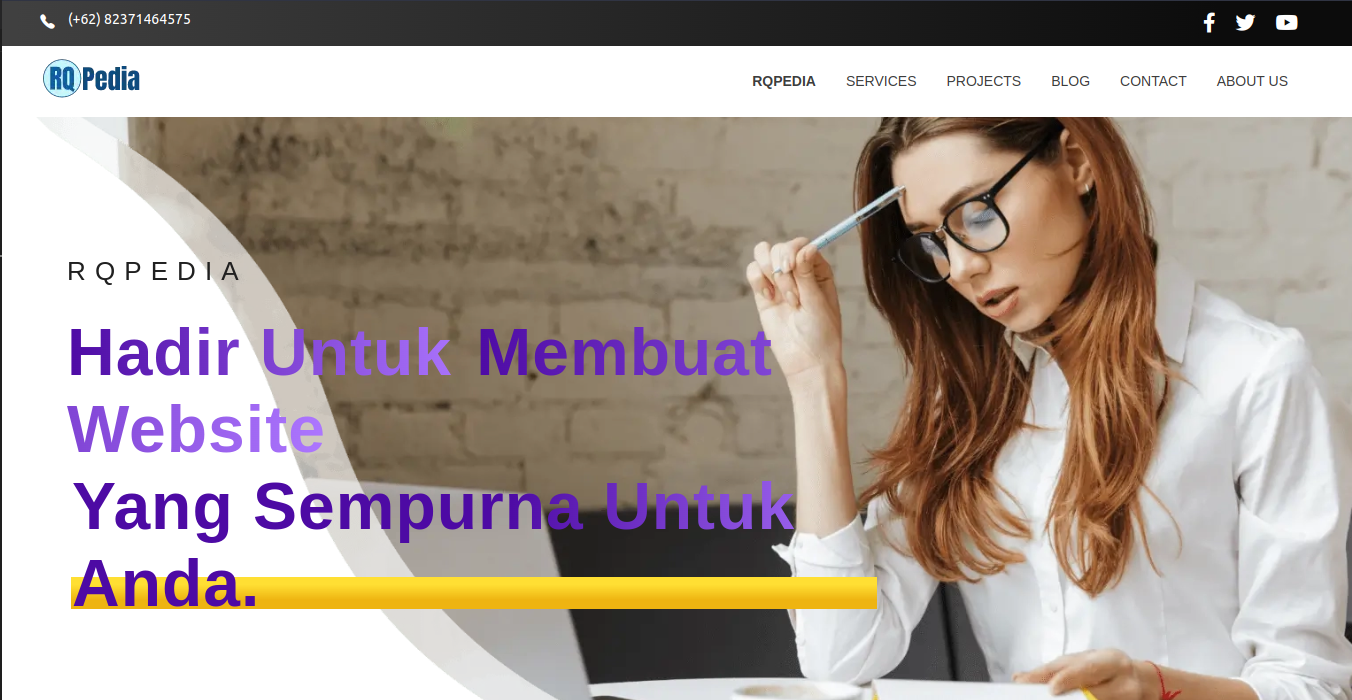 (+62) 82371464575
RQPedia
RQPEDIA SERVICES PROJECTS BLOG CONTACT ABOUT US
RQPEDIA
Hadir Untuk Membuat
Website
Yang Sempurna Untuk
Anda.